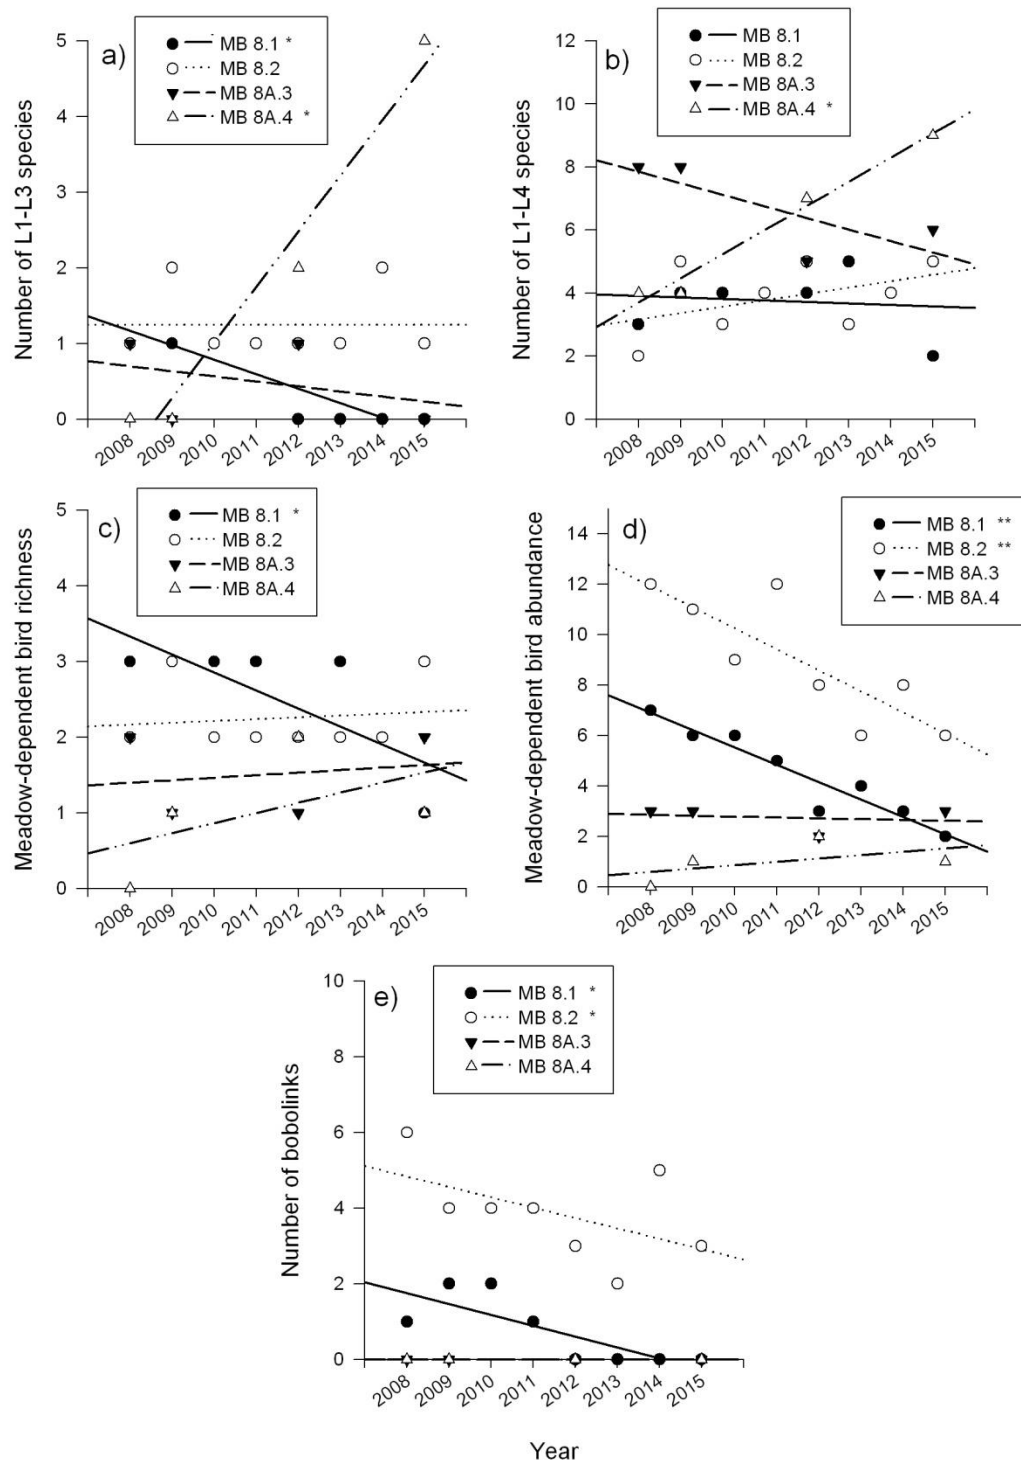 a)
MB 8.1 *
MB 8.2
MB 8A.3
MB 8A.4 *
Number of L1-L3 species
5
4
3
2
1
0
2008 2009 2010 2011 2012 2013 2014 2015
b)
MB 8.1
MB 8.2
MB 8A.3
MB 8A.4 *
Number of L1-L4 species
12
10
8
6
4
2
0
2008 2009 2010 2011 2012 2013 2014 2015
c)
MB 8.1 *
MB 8.2
MB 8A.3
MB 8A.4
Meadow-dependent bird richness
5
4
3
2
1
0
2008 2009 2010 2011 2012 2013 2014 2015
d)
MB 8.1 **
MB 8.2 **
MB 8A.3
MB 8A.4
Meadow-dependent bird abundance
14
12
10
8
6
4
2
0
2008 2009 2010 2011 2012 2013 2014 2015
e)
MB 8.1 *
MB 8.2 *
MB 8A.3
MB 8A.4
Number of bobolinks
10
8
6
4
2
0
2008 2009 2010 2011 2012 2013 2014 2015
Year